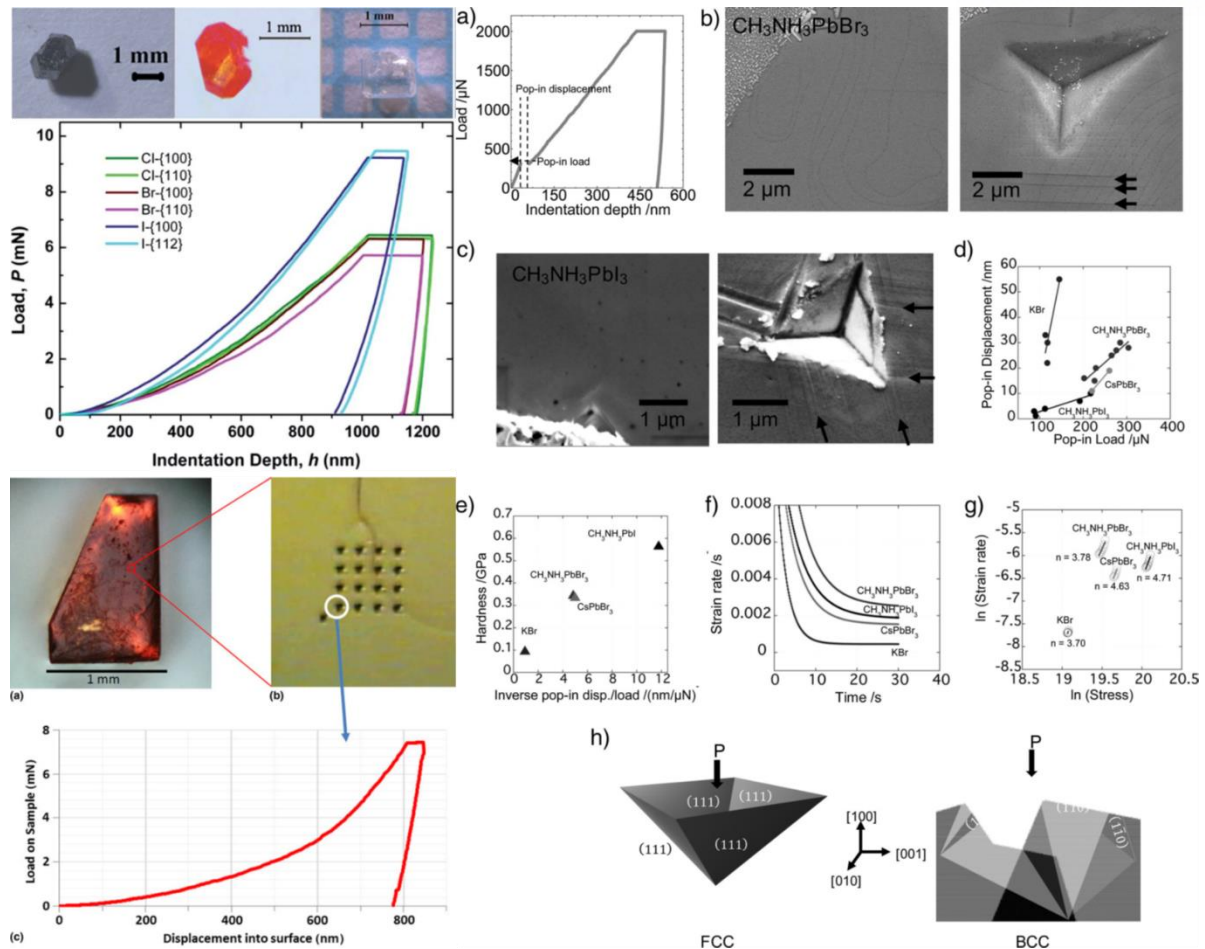 1 mm
1 mm
1 mm
Load, P (mN)
10
8
6
4
2
0
Cl-{100}
Cl-{110}
Br-{100}
Br-{110}
I-{100}
I-{112}
0 200 400 600 800 1000 1200
Indentation Depth, h (nm)
1 mm
(a)
(b)
Load on Sample (mN)
8
6
4
2
0
0 200 400 600 800
Displacement into surface (nm)
(c)
a)
Load /µN
2000
1500
1000
500
0
Pop-in displacement
Pop-in load
0 150 300 450 600
Indentation depth /nm
b)
CH3NH3PbBr3
2 µm
2 µm
c)
CH3NH3PbI3
1 µm
1 µm
d)
Pop-in Displacement /nm
60
50
40
30
20
10
0
KBr
CH3NH3PbBr3
CsPbBr3
CH3NH3PbI3
100 200 300 400
Pop-in Load /µN
e)
Hardness /GPa
0.7
0.6
0.5
0.4
0.3
0.2
0.1
0
CH3NH3PbI
CH3NH3PbBr3
CsPbBr3
KBr
0 2 4 6 8 10 12
Inverse pop-in disp./load /(nm/µN)
f)
Strain rate /s
0.008
0.006
0.004
0.002
0
CH3NH3PbBr3
CH3NH3PbI3
CsPbBr3
KBr
0 10 20 30 40
Time /s
g)
ln (Strain rate)
-5
-5.5
-6
-6.5
-7
-7.5
-8
-8.5
CH3NH3PbBr3
n = 3.78
CsPbBr3
n = 4.63
CH3NH3PbI3
n = 4.71
KBr
n = 3.70
18.5 19 19.5 20 20.5
ln (Stress)
h)
P
(111)
(111)
(111)
(111)
FCC
[100]
[001]
[010]
P
BCC